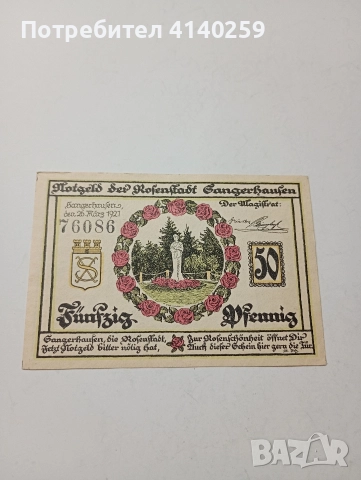 Потребител 4140259
Notgeld der Rosenstadt Sangerhausen
Sangerhausen,
den 26. März 1921
76086
Der Magistrat:
50
Fünfzig Pfennig
Sangerhausen, die Rosenstadt,
Jetzt Notgeld bitter nötig hat,
Zur Rosenschönheit öffnet Dir
Auch dieser Schein hier gern die Tür.
BAZAR
bg